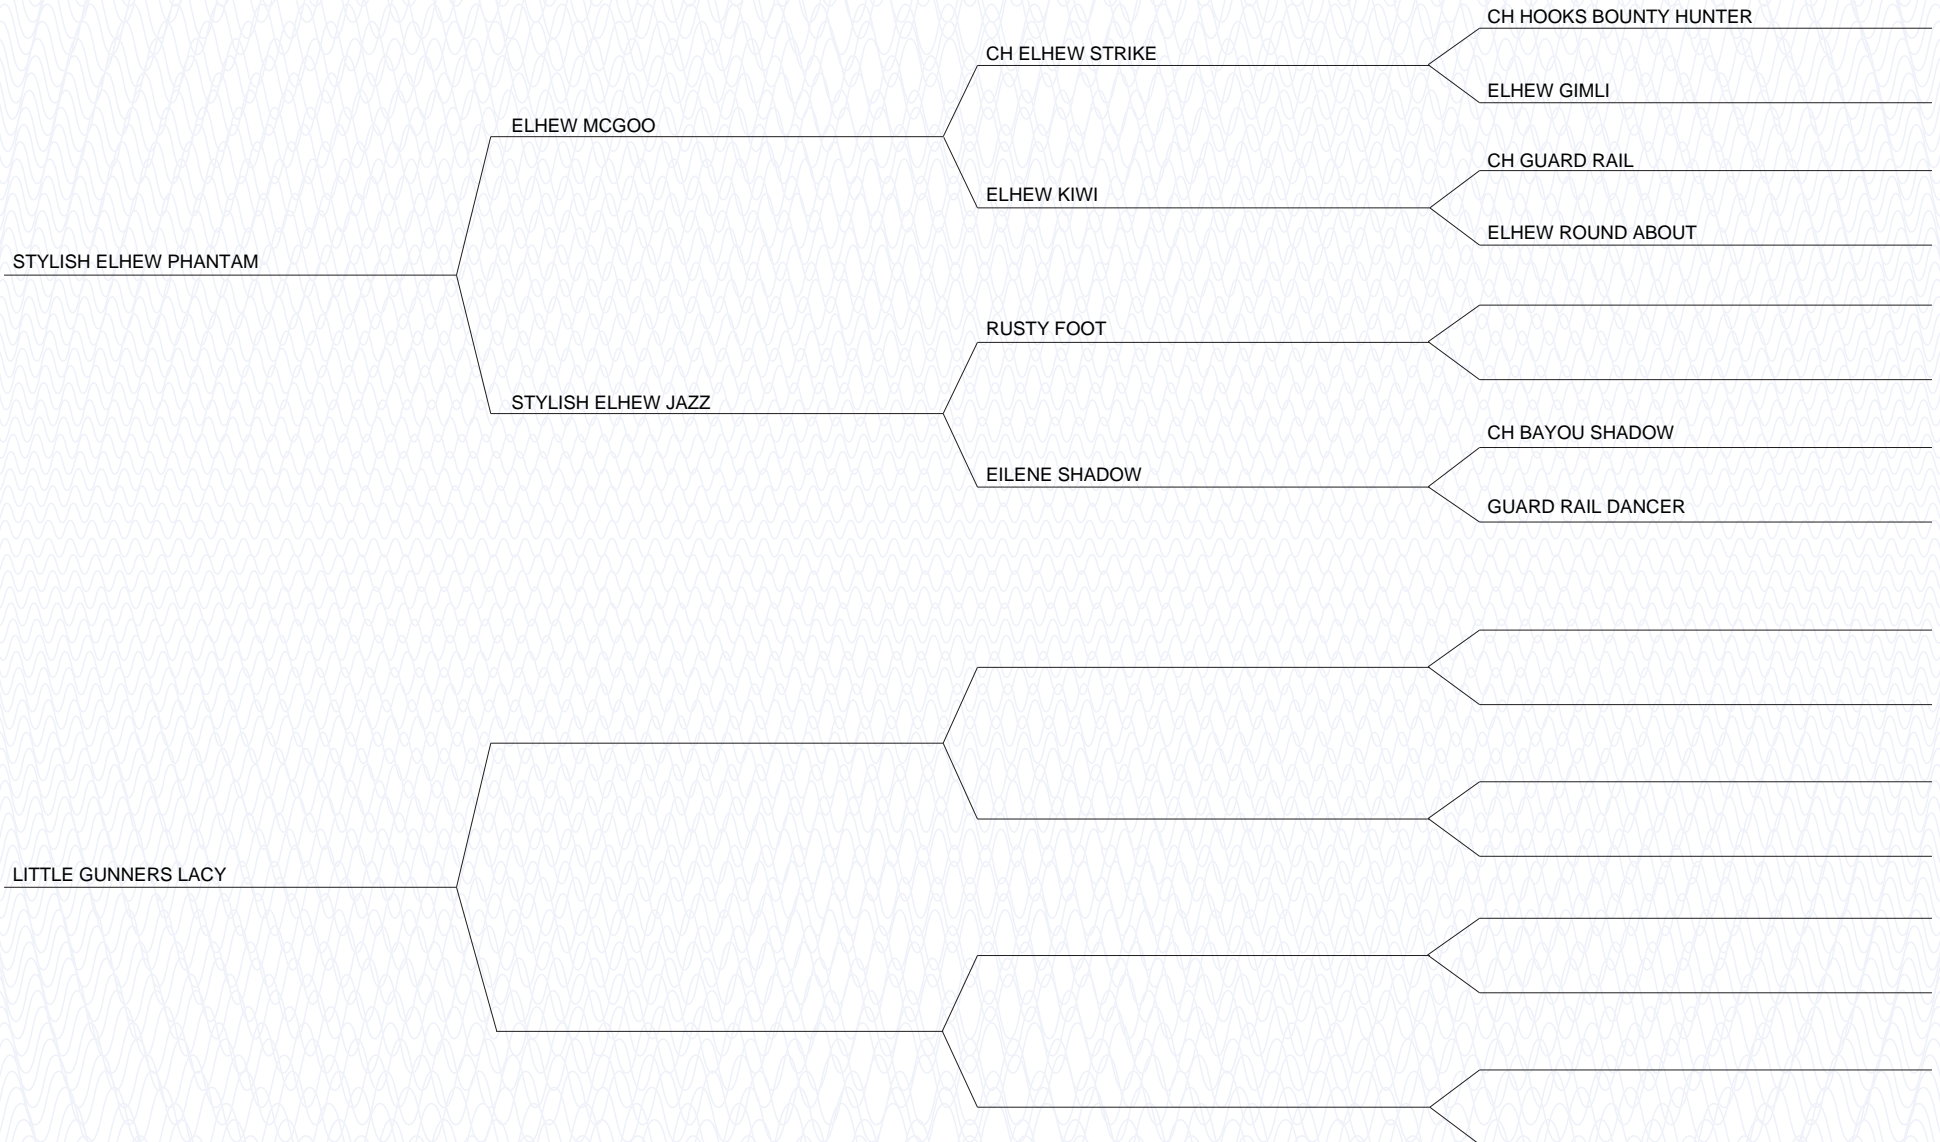 CH HOOKS BOUNTY HUNTER
CH ELHEW STRIKE
ELHEW GIMLI
ELHEW MCGOO
CH GUARD RAIL
ELHEW KIWI
ELHEW ROUND ABOUT
STYLISH ELHEW PHANTAM
RUSTY FOOT
STYLISH ELHEW JAZZ
CH BAYOU SHADOW
EILENE SHADOW
GUARD RAIL DANCER
LITTLE GUNNERS LACY